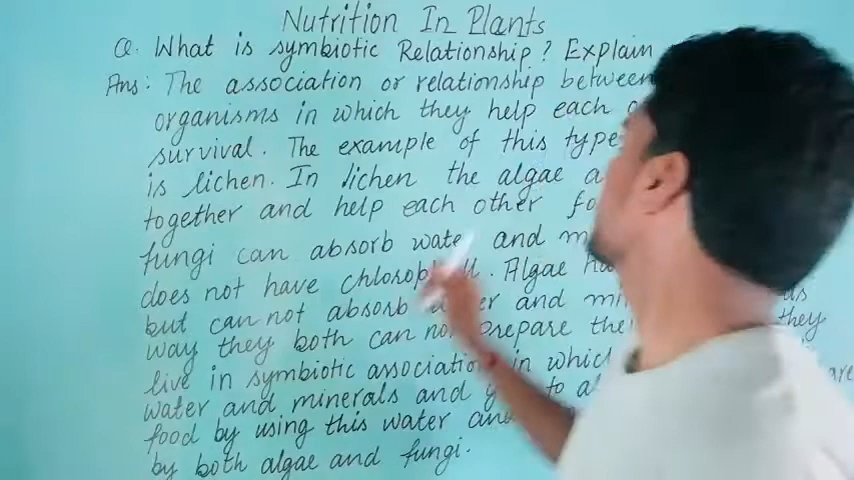 Nutrition In Plants
Q. What is symbiotic Relationship? Explain
Ans: The association or relationship between
organisms in which they help each
survival. The example of this type
is lichen. In lichen the algae
together and help each other
fungi can absorb water and
does not have chlorophyll. Algae
but can not absorb water and
way they both can not prepare
they
live in symbiotic association in which
water and minerals and to
food by using this water and
by both algae and fungi.